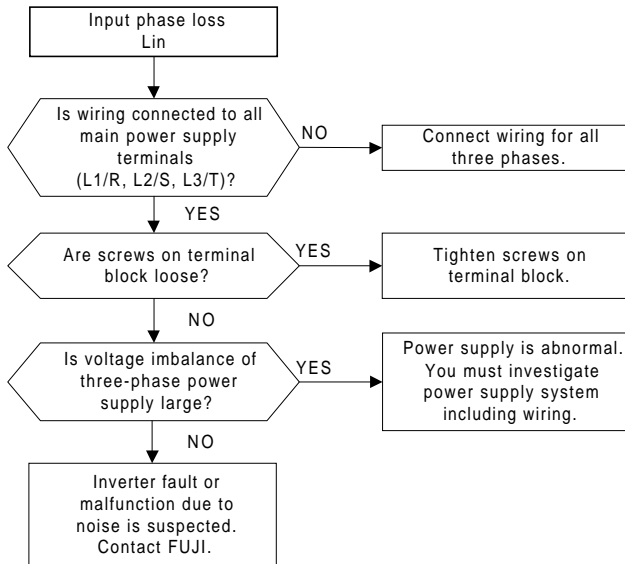 Input phase loss
Lin
Is wiring connected to all
main power supply
terminals
(L1/R, L2/S, L3/T)?
NO
Connect wiring for all
three phases.
YES
Are screws on terminal
block loose?
YES
Tighten screws on
terminal block.
NO
Is voltage imbalance of
three-phase power
supply large?
YES
Power supply is abnormal.
You must investigate
power supply system
including wiring.
NO
Inverter fault or
malfunction due to
noise is suspected.
Contact FUJI.